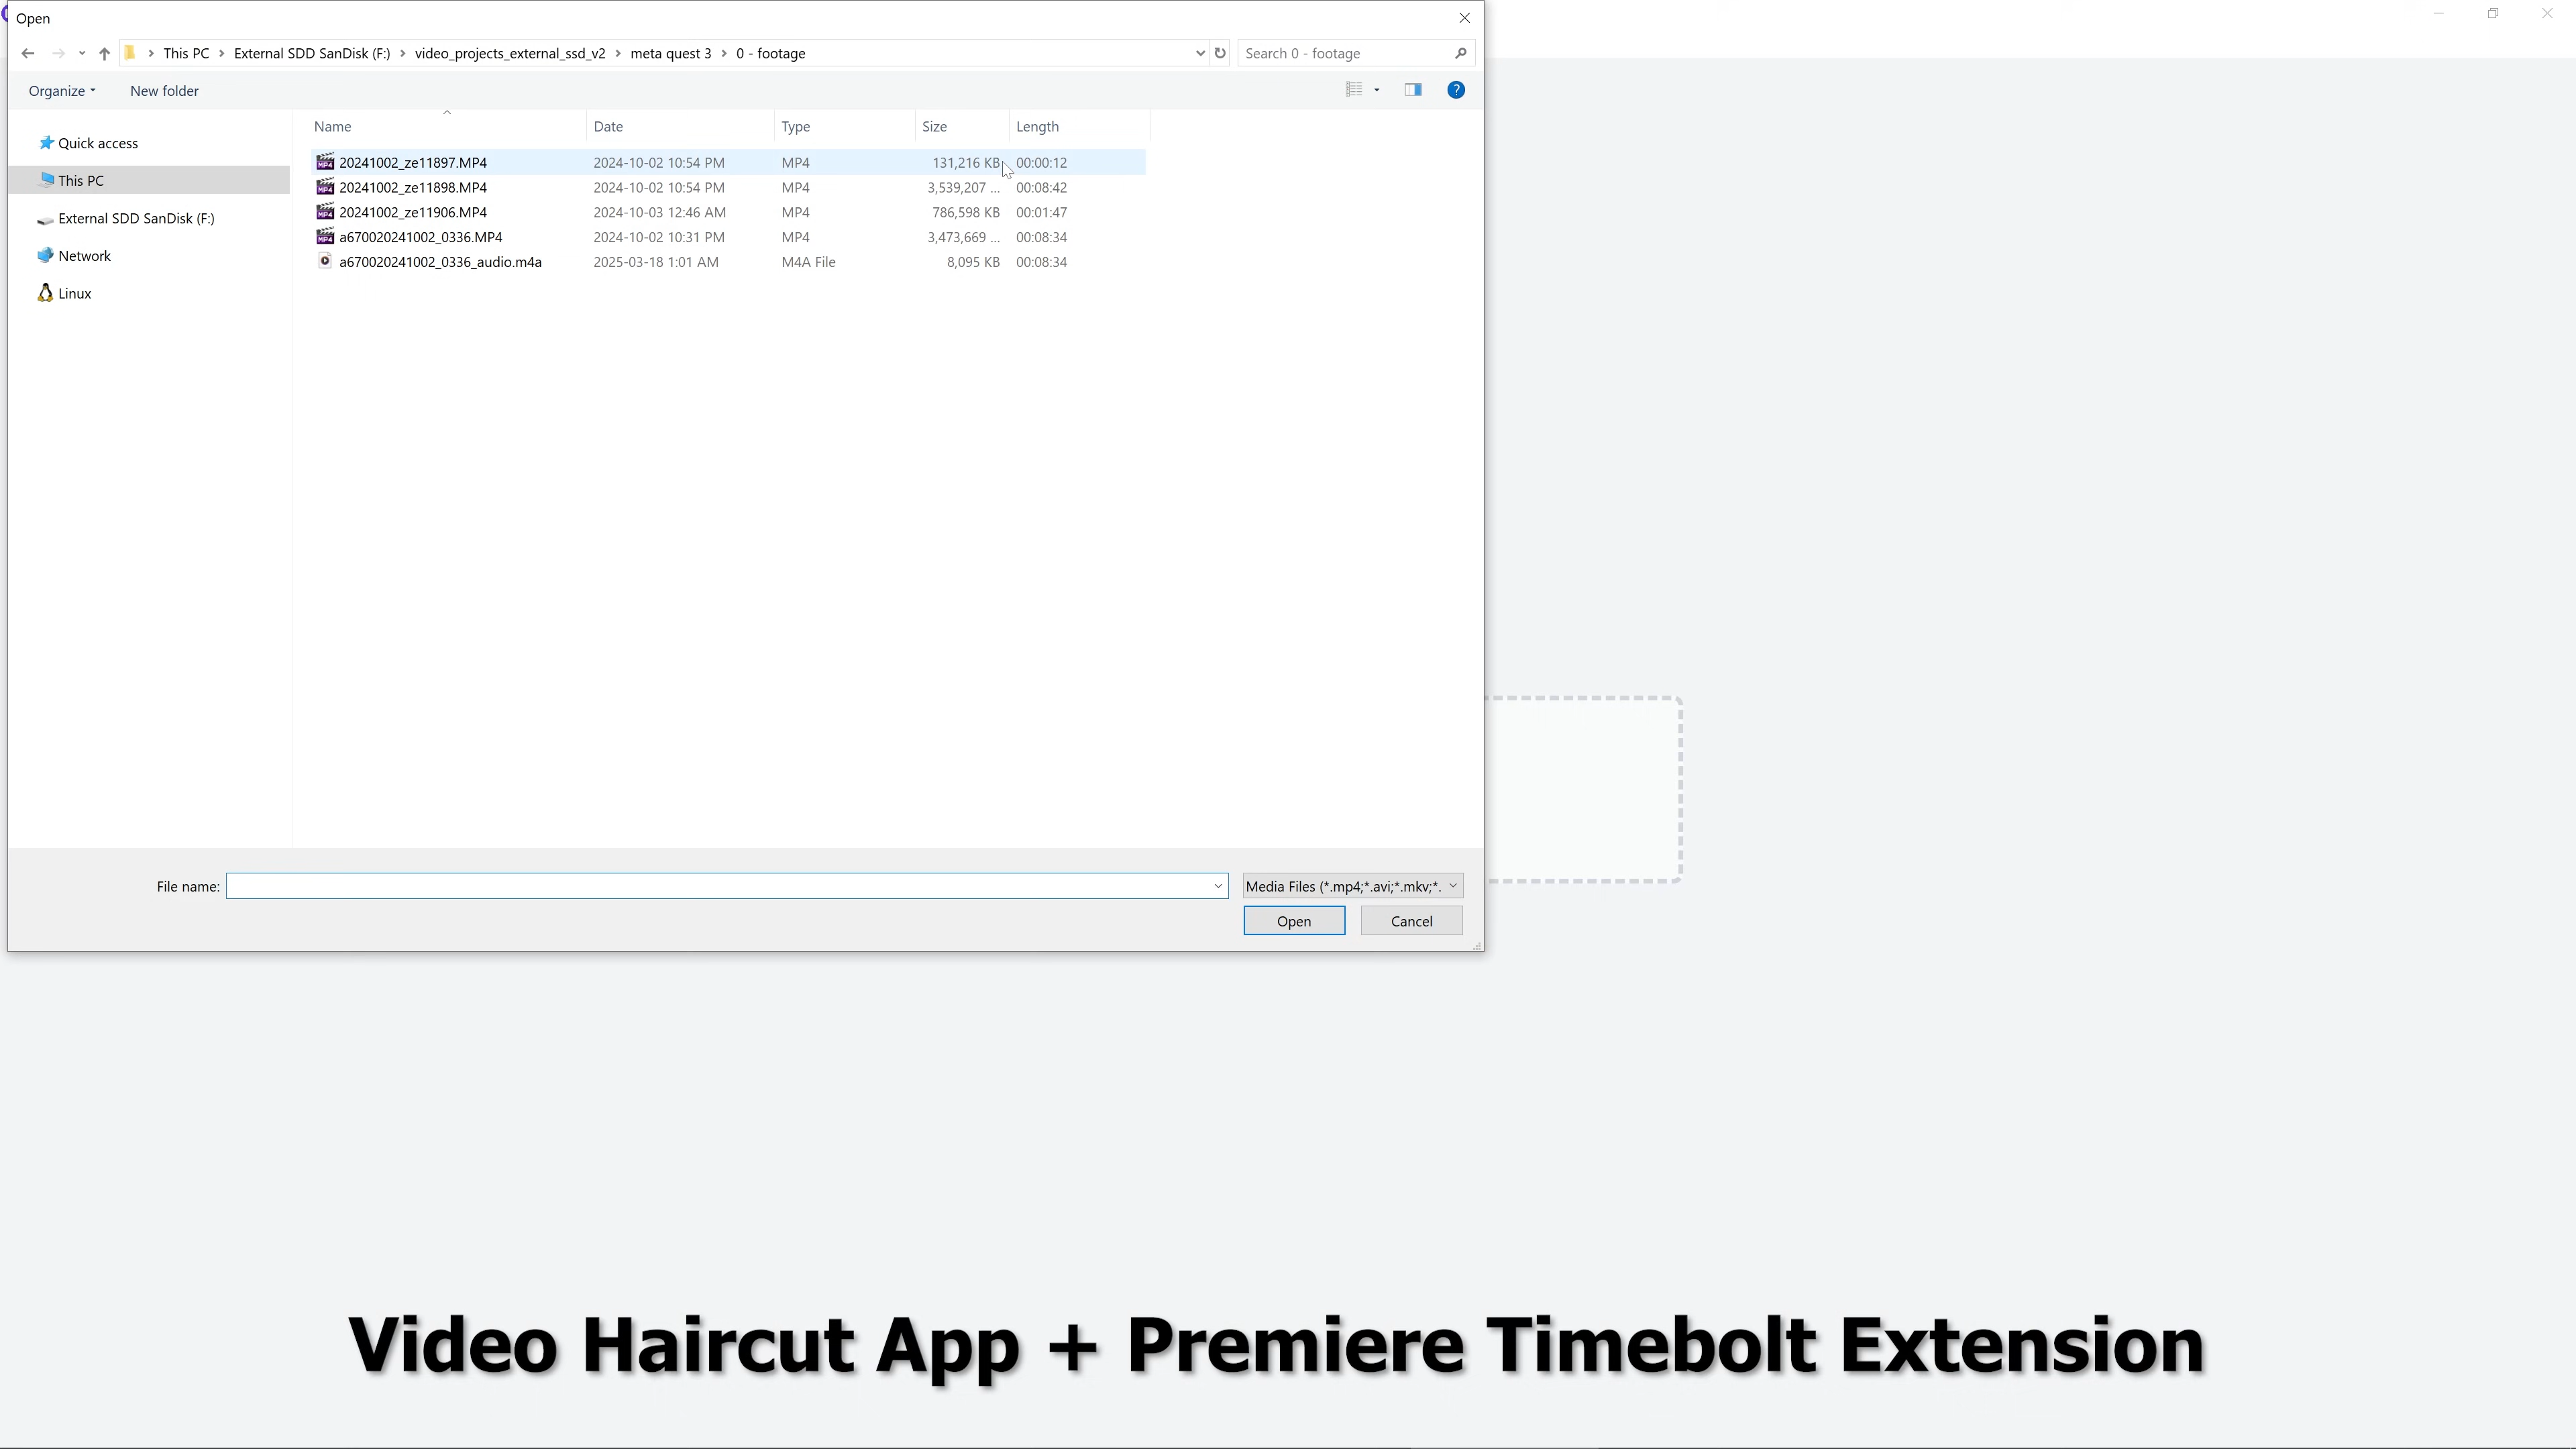 Open
This PC > External SDD SanDisk (F:) > video_projects_external_ssd_v2 > meta quest 3 > 0 - footage
Search 0 - footage
Organize
New folder
?
Quick access
This PC
External SDD SanDisk (F:)
Network
Linux
Name Date Type Size Length
20241002_ze11897.MP4 2024-10-02 10:54 PM MP4 131,216 KB 00:00:12
20241002_ze11898.MP4 2024-10-02 10:54 PM MP4 3,539,207 ... 00:08:42
20241002_ze11906.MP4 2024-10-03 12:46 AM MP4 786,598 KB 00:01:47
a670020241002_0336.MP4 2024-10-02 10:31 PM MP4 3,473,669 ... 00:08:34
a670020241002_0336_audio.m4a 2025-03-18 1:01 AM M4A File 8,095 KB 00:08:34
File name:
Media Files (*.mp4;*.avi;*.mkv;*.
Open
Cancel
Video Haircut App + Premiere Timebolt Extension